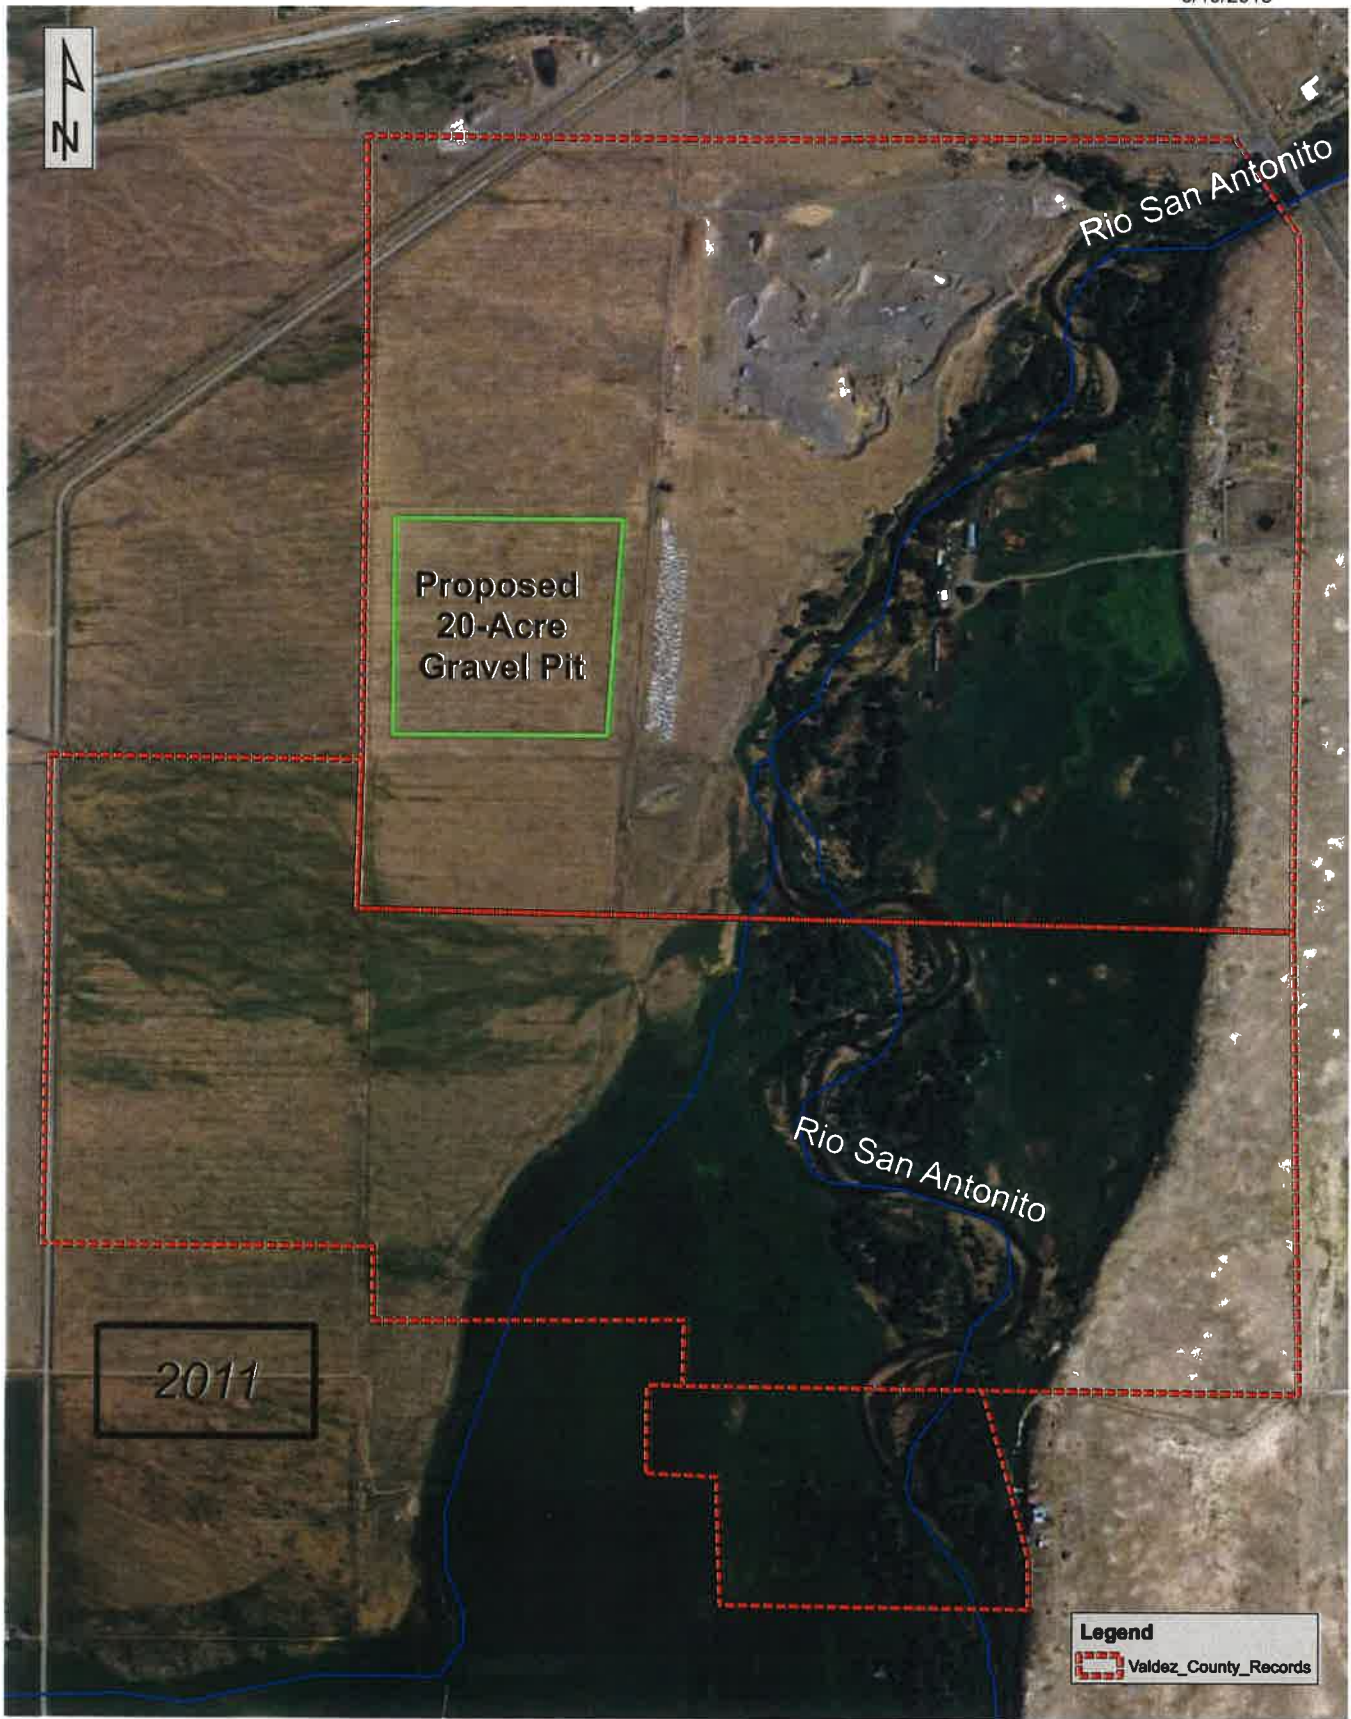 N
Rio San Antonito
Proposed
20-Acre
Gravel Pit
Rio San Antonito
2011
Legend
Valdez_County_Records